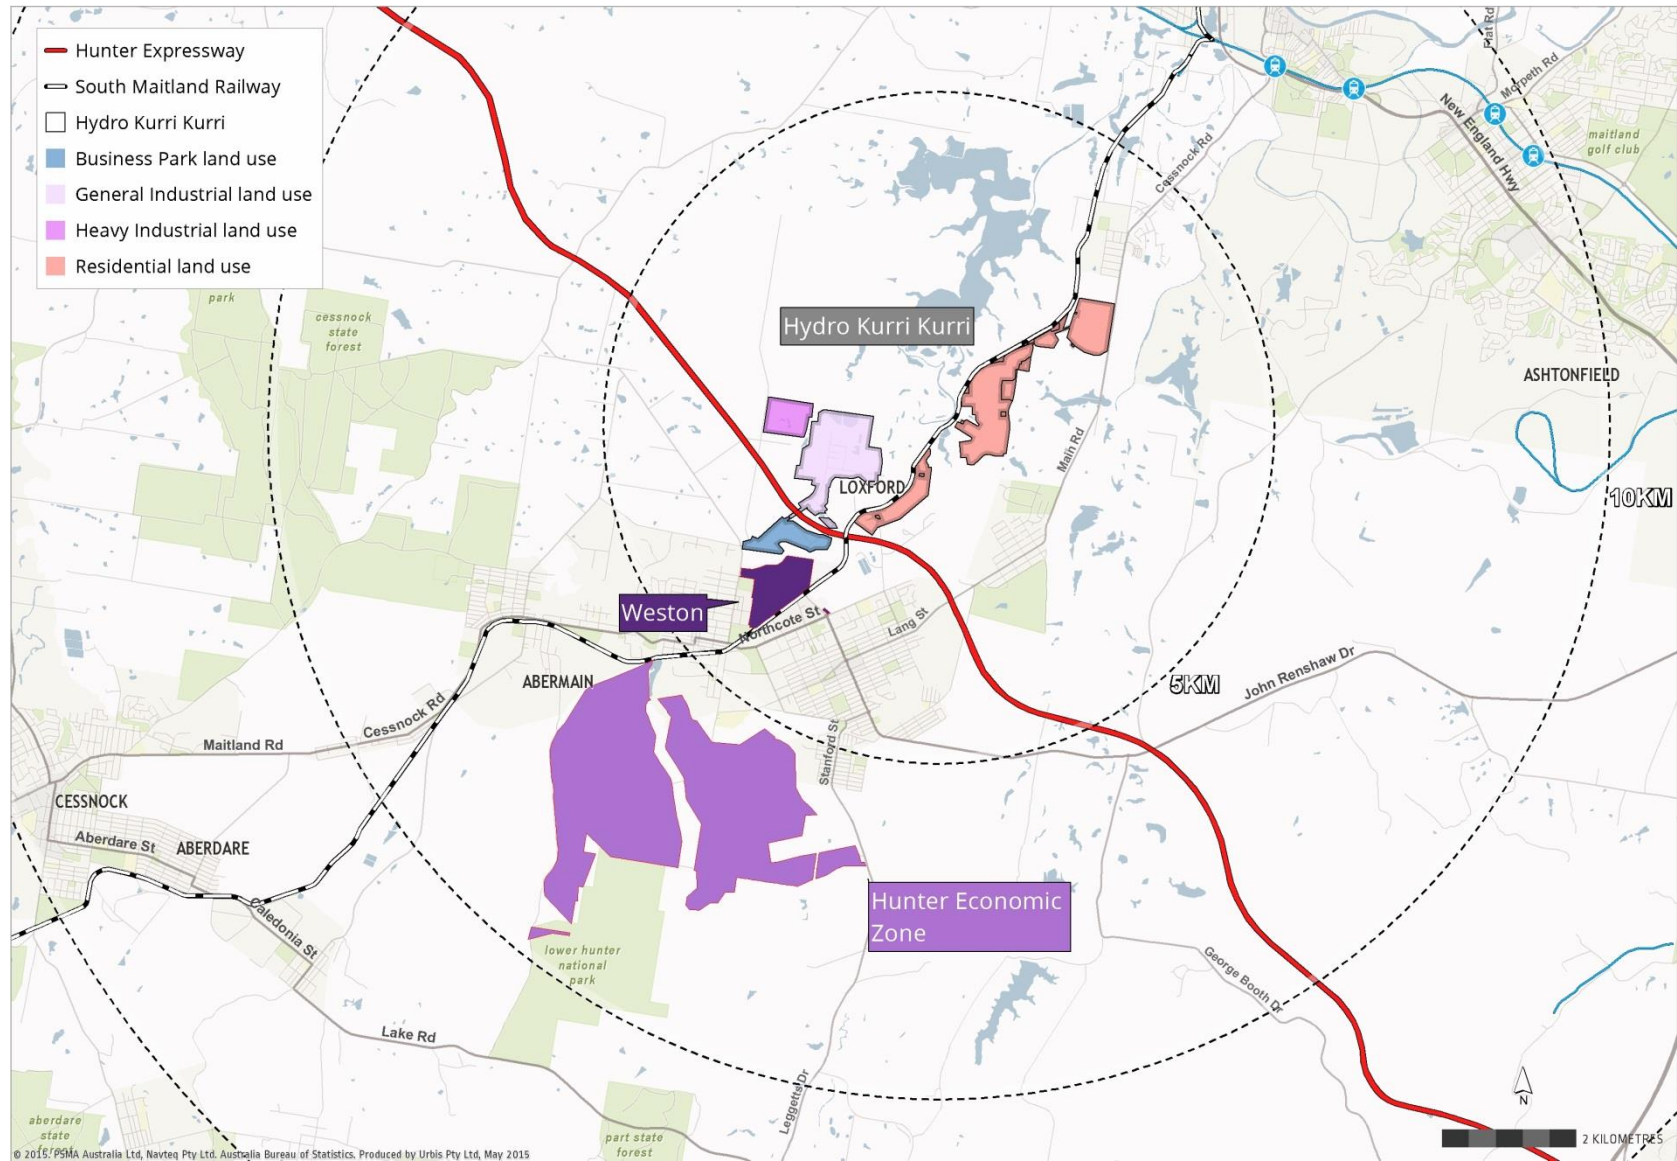 Hunter Expressway
South Maitland Railway
Hydro Kurri Kurri
Business Park land use
General Industrial land use
Heavy Industrial land use
Residential land use
park
cessnock
state
forest
Flat Rd
Morpeth Rd
New England Hwy
maitland
golf club
Cessnock Rd
Hydro Kurri Kurri
ASHTONFIELD
Main Rd
LOXFORD
10KM
Weston
Northcote St
Lang St
ABERMAIN
5KM
John Renshaw Dr
Cessnock Rd
Maitland Rd
Stanford St
CESSNOCK
Aberdare St
ABERDARE
Hunter Economic
Zone
Caledonia St
lower hunter
national
park
George Booth Dr
Lake Rd
Leggetts Dr
N
aberdare
state
forest
part state
forest
2 KILOMETRES
© 2015. PSMA Australia Ltd, Navteq Pty Ltd. Australia Bureau of Statistics. Produced by Urbis Pty Ltd, May 2015